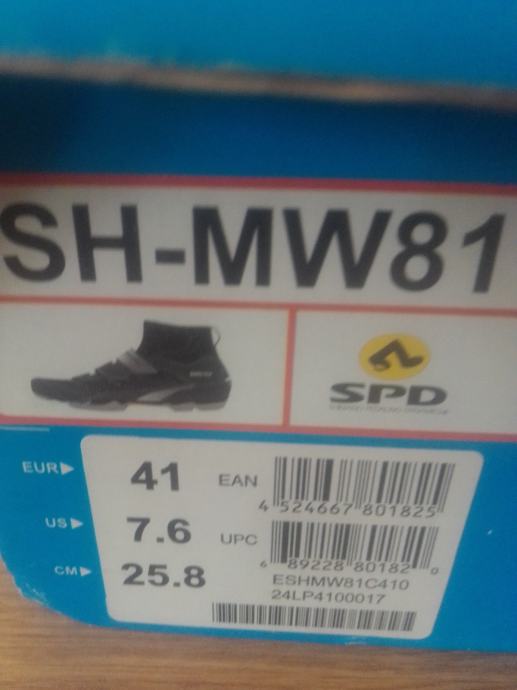 SH-MW81
SPD
EUR▶ 41
US▶ 7.6
CM▶ 25.8
EAN
4 524667 801825
UPC
6 89228 80182 0
ESHMW81C410
24LP4100017